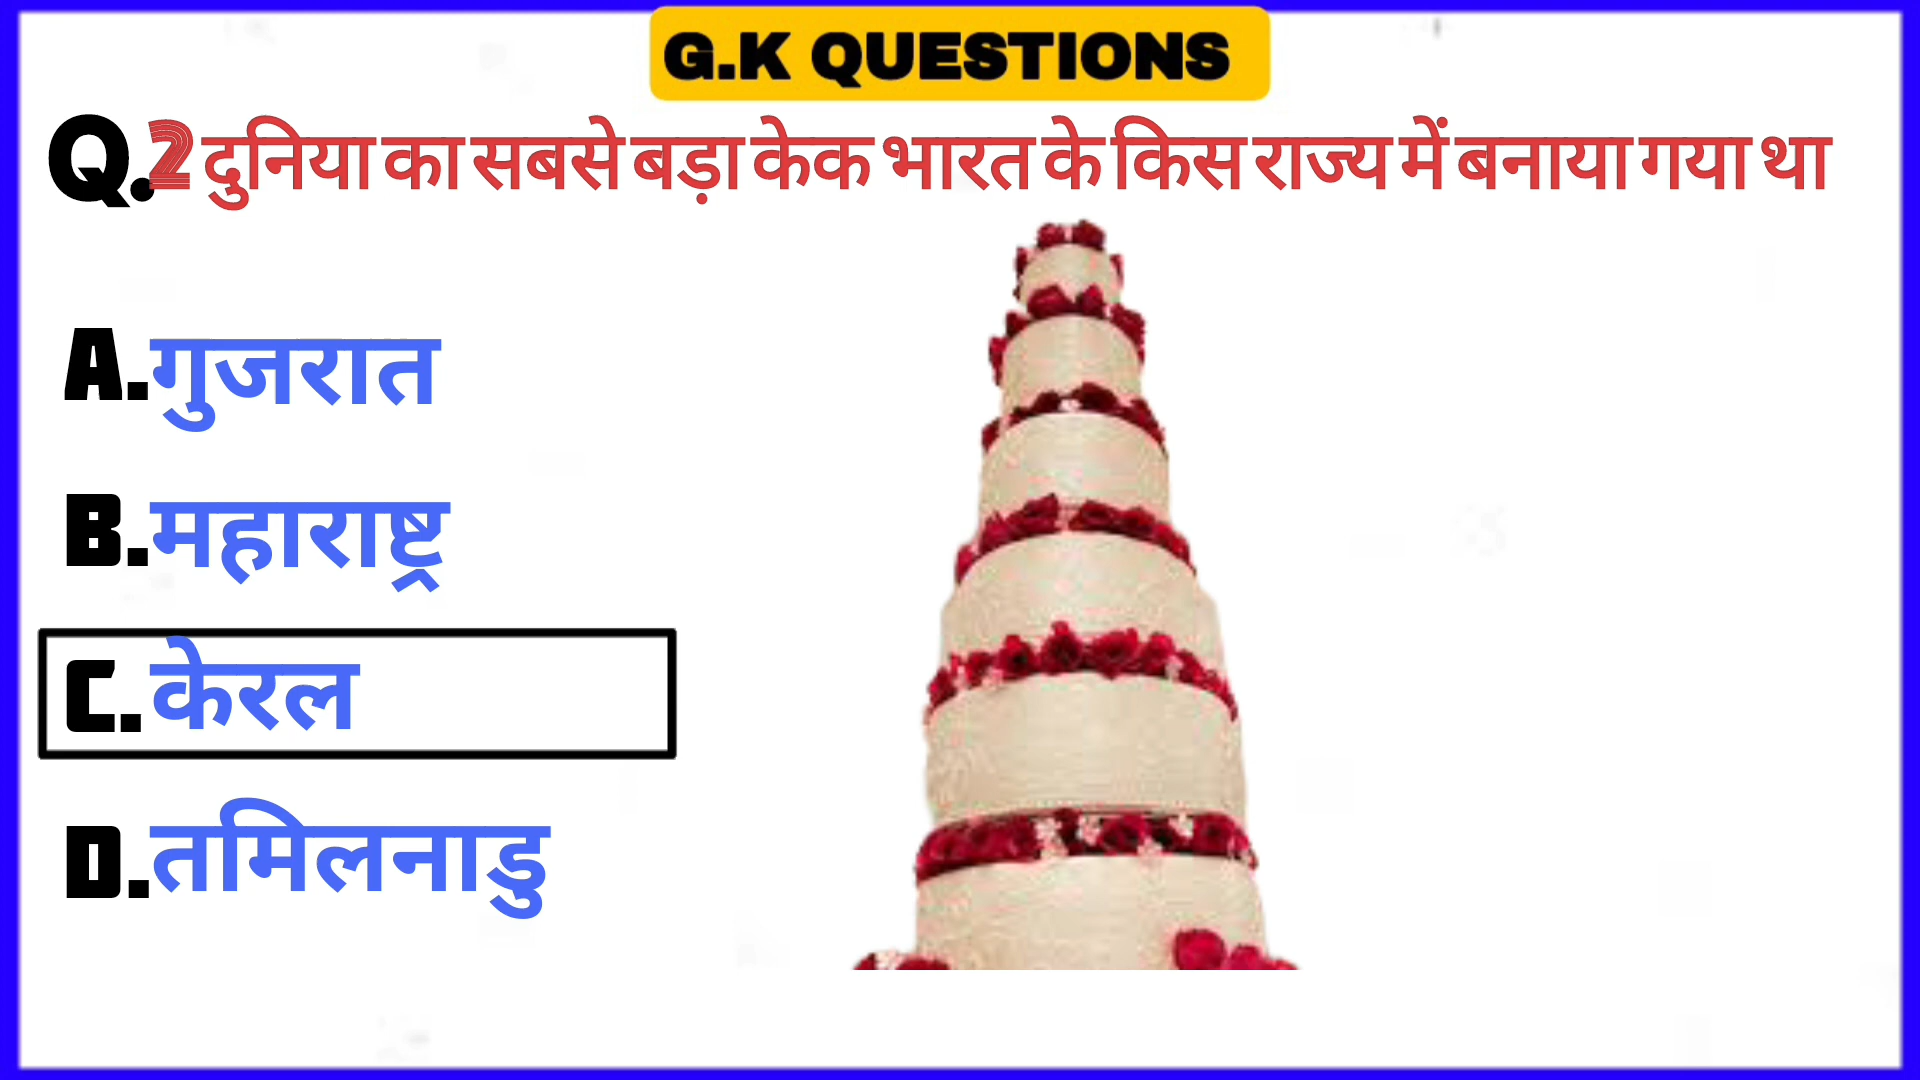 G.K QUESTIONS
Q.2 दुनिया का सबसे बड़ा केक भारत के किस राज्य में बनाया गया था
A.गुजरात
B.महाराष्ट्र
C.केरल
D.तमिलनाडु